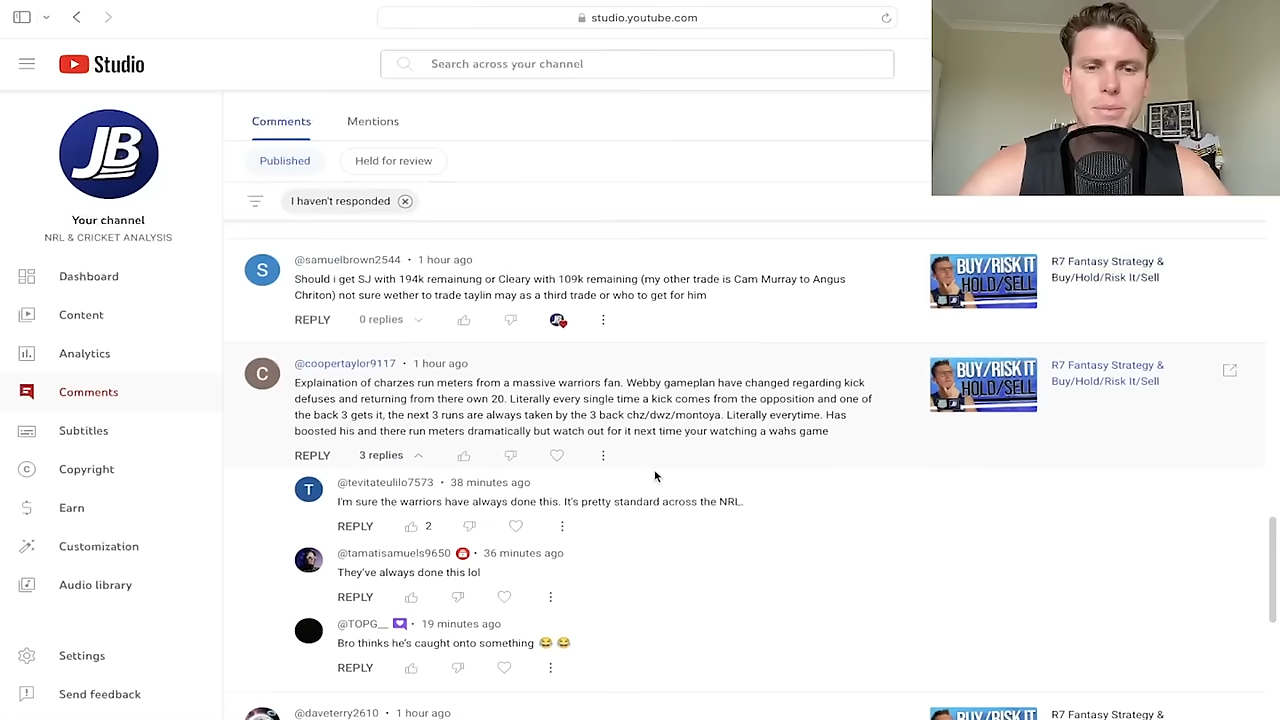 studio.youtube.com
Studio
Search across your channel
JB
Your channel
NRL & CRICKET ANALYSIS
Dashboard
Content
Analytics
Comments
Subtitles
Copyright
Earn
Customization
Audio library
Settings
Send feedback
Comments Mentions
Published Held for review
I haven't responded
S
@samuelbrown2544 • 1 hour ago
Should i get SJ with 194k remainung or Cleary with 109k remaining (my other trade is Cam Murray to Angus
Chriton) not sure wether to trade taylin may as a third trade or who to get for him
REPLY 0 replies
BUY/RISK IT
HOLD/SELL
R7 Fantasy Strategy &
Buy/Hold/Risk It/Sell
C
@coopertaylor9117 • 1 hour ago
Explaination of charzes run meters from a massive warriors fan. Webby gameplan have changed regarding kick
defuses and returning from there own 20. Literally every single time a kick comes from the opposition and one of
the back 3 gets it, the next 3 runs are always taken by the 3 back chz/dwz/montoya. Literally everytime. Has
boosted his and there run meters dramatically but watch out for it next time your watching a wahs game
REPLY 3 replies
BUY/RISK IT
HOLD/SELL
R7 Fantasy Strategy &
Buy/Hold/Risk It/Sell
T
@tevitateulilo7573 • 38 minutes ago
I'm sure the warriors have always done this. It's pretty standard across the NRL.
REPLY 2
@tamatisamuels9650 • 36 minutes ago
They've always done this lol
REPLY
@TOPG__ • 19 minutes ago
Bro thinks he's caught onto something 😂 😂
REPLY
@daveterry2610 • 1 hour ago
BUY/RISK IT
R7 Fantasy Strategy &